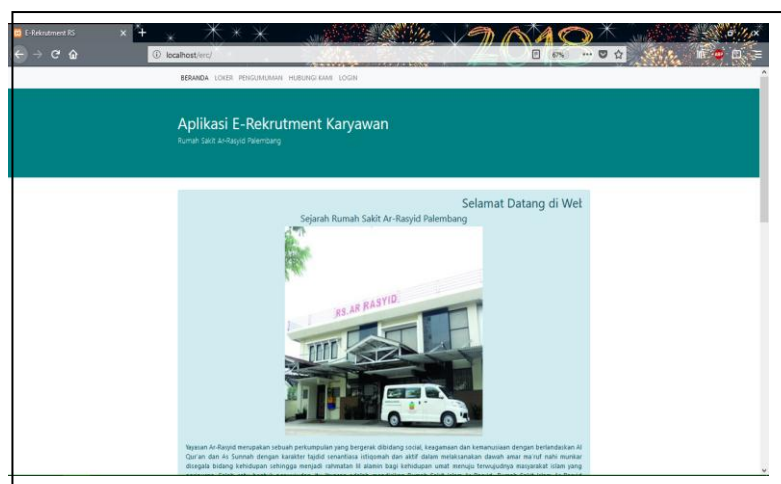 E-Rekrutment RS
2018
localhost/erc/
67%
BERANDA LOKER PENGUMUMAN HUBUNGI KAMI LOGIN
Aplikasi E-Rekrutment Karyawan
Rumah Sakit Ar-Rasyid Palembang
Selamat Datang di Web
Sejarah Rumah Sakit Ar-Rasyid Palembang
RS.AR RASYID
Yayasan Ar-Rasyid merupakan sebuah perkumpulan yang bergerak dibidang social, keagamaan dan kemanusiaan dengan berlandaskan Al
Qur'an dan As Sunnah dengan karakter tajdid senantiasa istiqomah dan aktif dalam melaksanakan dawah amar ma'ruf nahi munkar
disegala bidang kehidupan sehingga menjadi rahmatan lil alamin bagi kehidupan umat menuju terwujudnya masyarakat islam yang